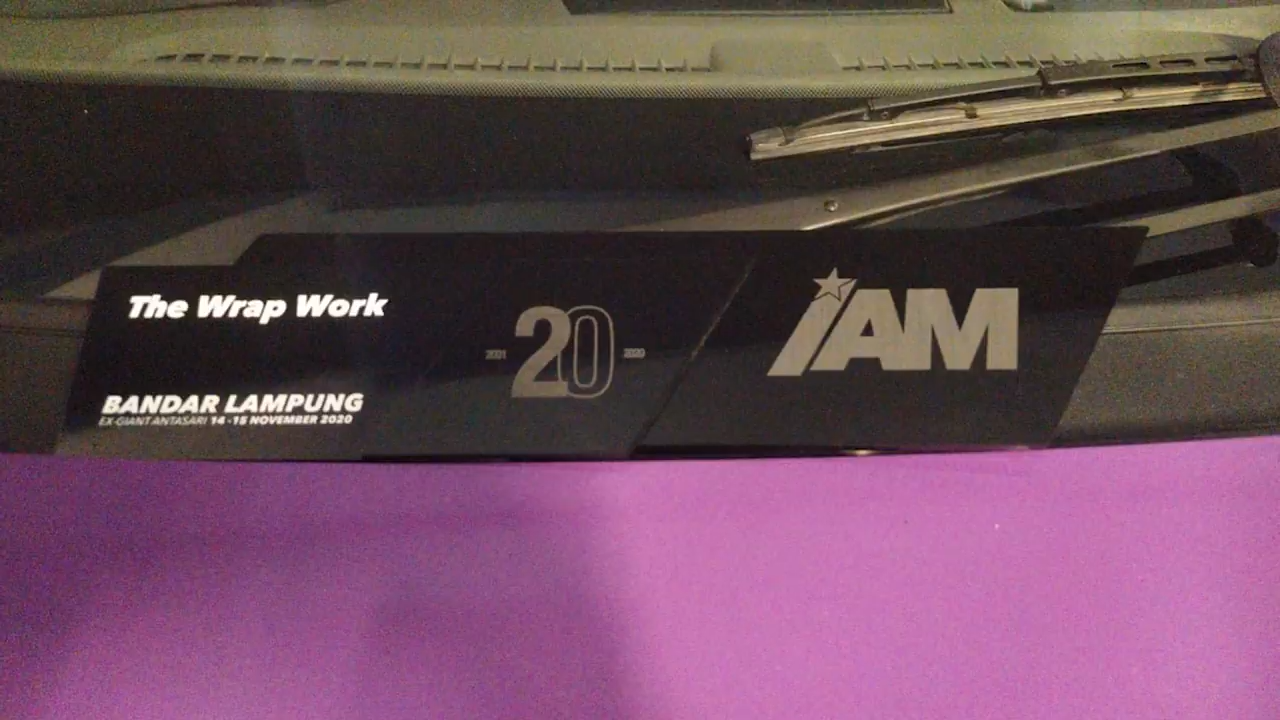 The Wrap Work
BANDAR LAMPUNG
EX-GIANT ANTASARI 14 - 15 NOVEMBER 2020
2001 20 2020
IAM